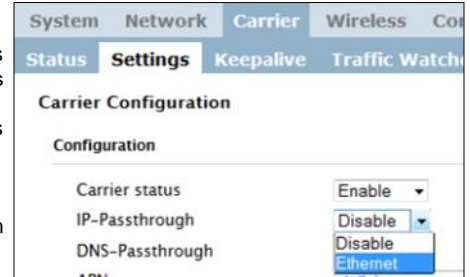 System Network Carrier Wireless
Status Settings Keepalive Traffic
Carrier Configuration
Configuration
Carrier status Enable
IP-Passthrough Disable
Disable
DNS-Passthrough
Ethernet